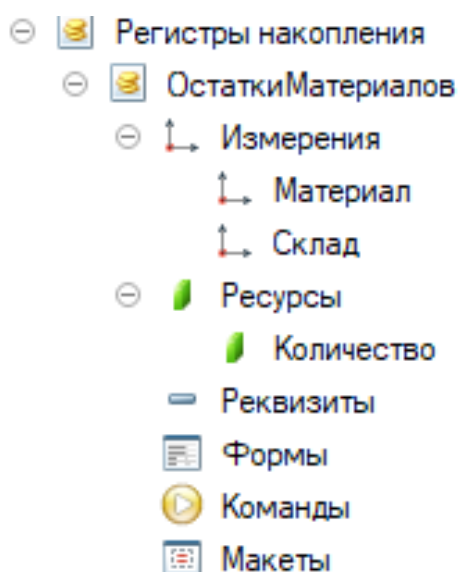 Регистры накопления
ОстаткиМатериалов
Измерения
Материал
Склад
Ресурсы
Количество
Реквизиты
Формы
Команды
Макеты